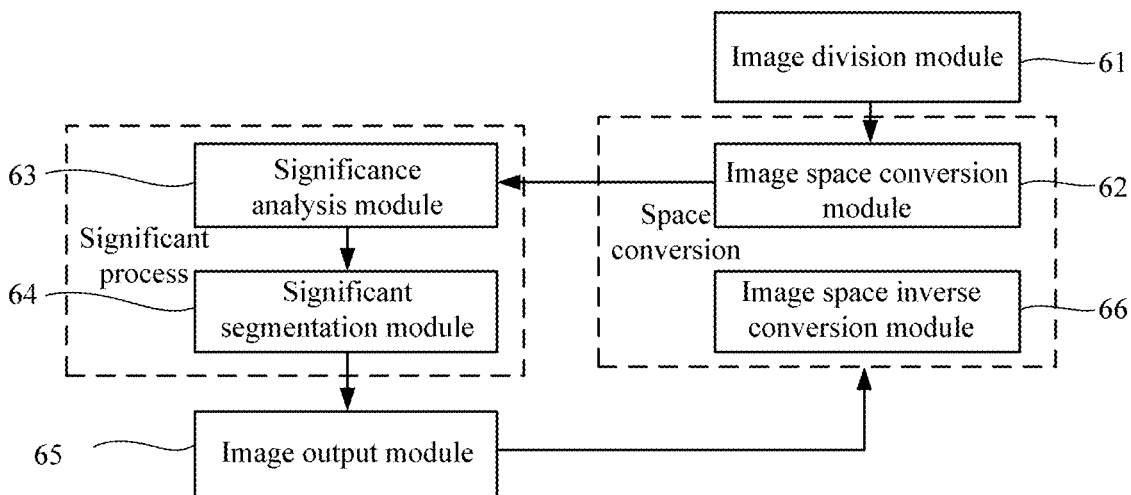 Image division module
61
63
Significance
analysis module
Image space conversion
module
62
Significant
process
Space
conversion
64
Significant
segmentation module
Image space inverse
conversion module
66
65
Image output module